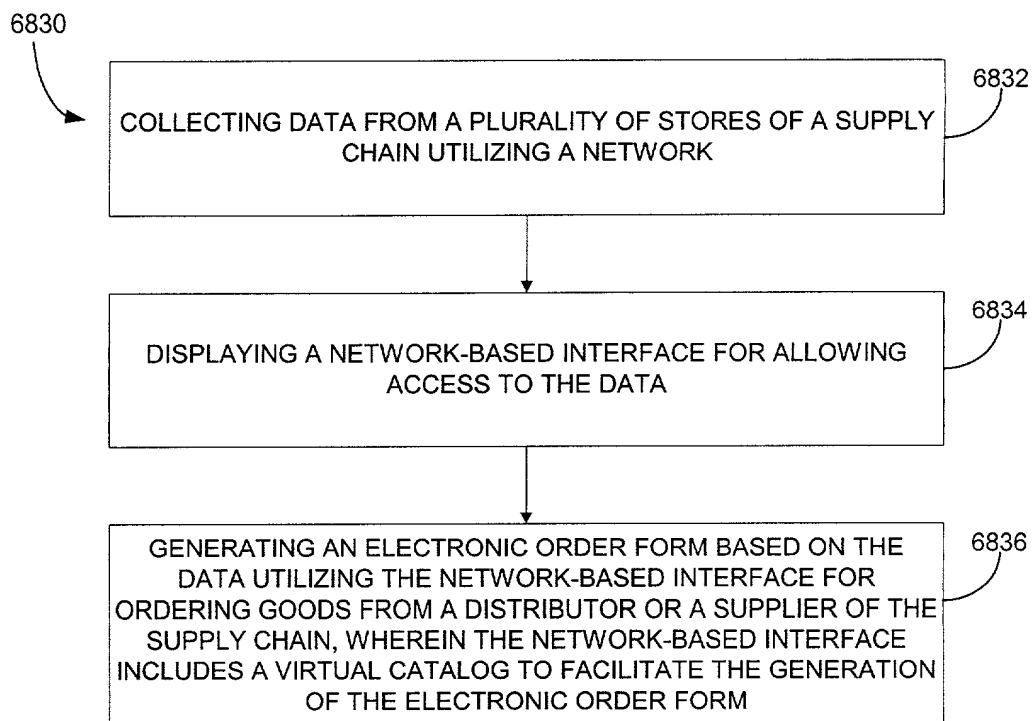 6830
6832
COLLECTING DATA FROM A PLURALITY OF STORES OF A SUPPLY
CHAIN UTILIZING A NETWORK
6834
DISPLAYING A NETWORK-BASED INTERFACE FOR ALLOWING
ACCESS TO THE DATA
6836
GENERATING AN ELECTRONIC ORDER FORM BASED ON THE
DATA UTILIZING THE NETWORK-BASED INTERFACE FOR
ORDERING GOODS FROM A DISTRIBUTOR OR A SUPPLIER OF THE
SUPPLY CHAIN, WHEREIN THE NETWORK-BASED INTERFACE
INCLUDES A VIRTUAL CATALOG TO FACILITATE THE GENERATION
OF THE ELECTRONIC ORDER FORM